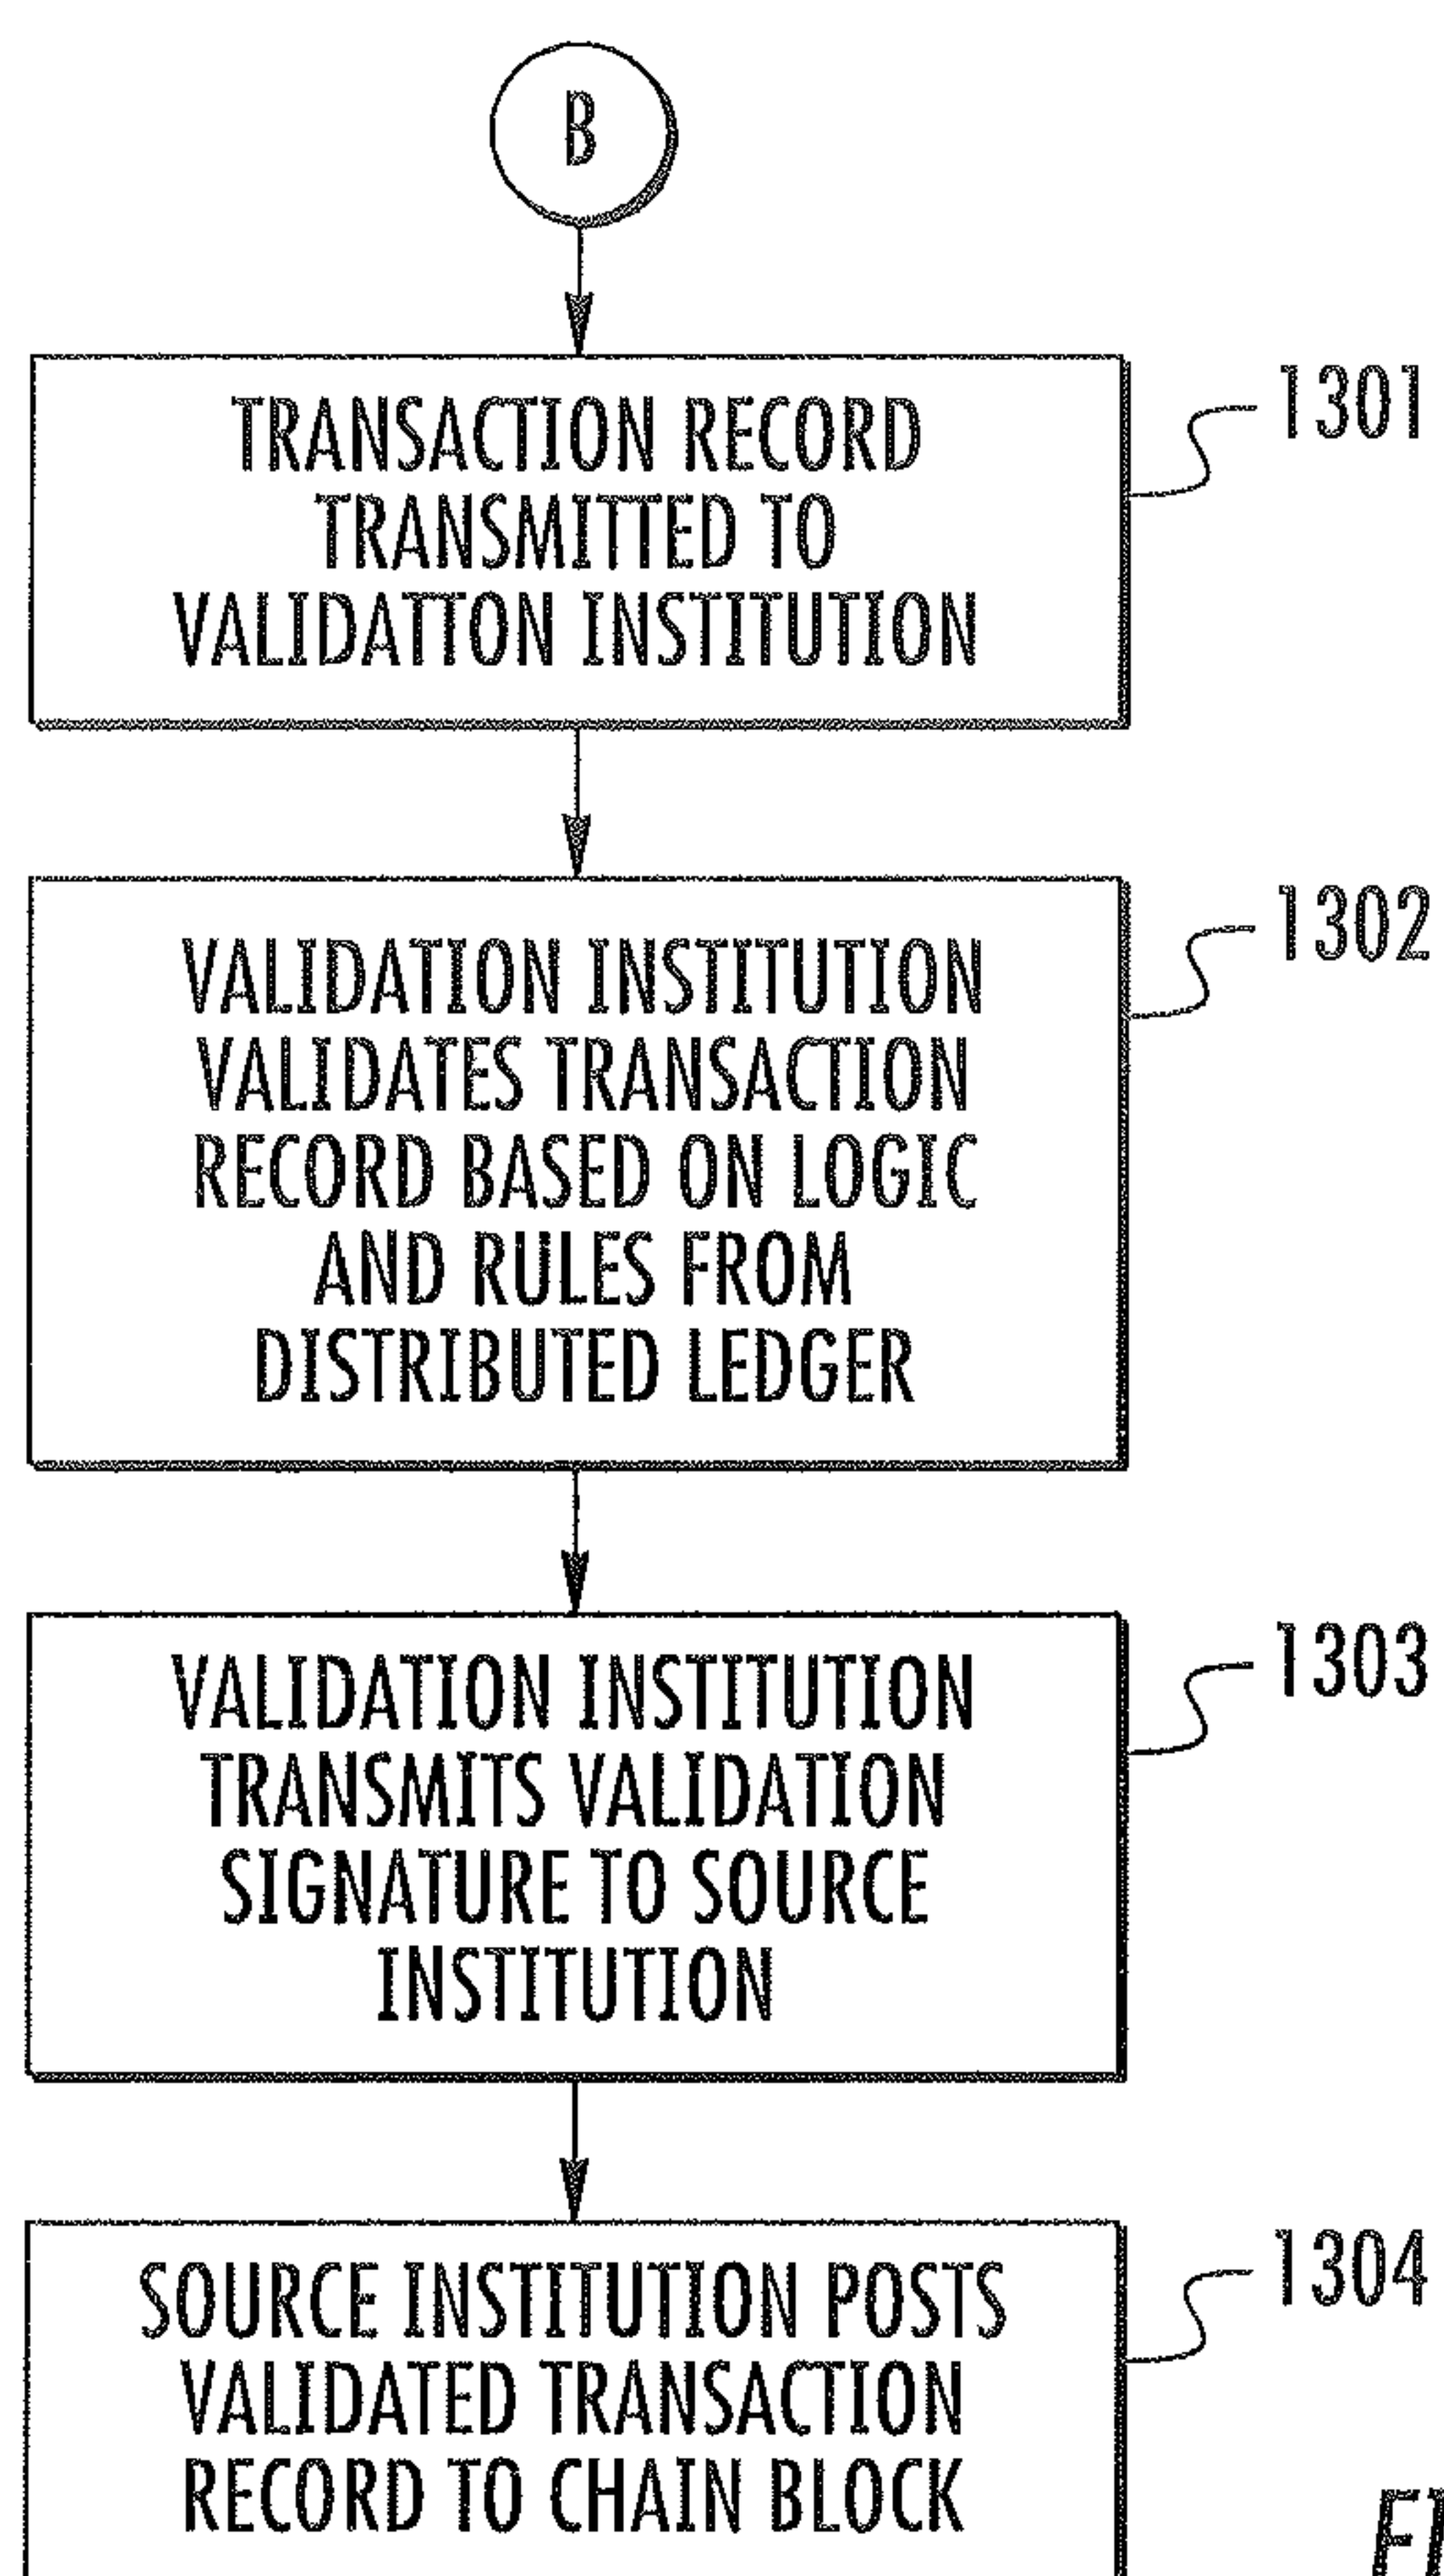 B
TRANSACTION RECORD
TRANSMITTED TO
VALIDATTON INSTITUTION
1301
VALIDATION INSTITUTION
VALIDATES TRANSACTION
RECORD BASED ON LOGIC
AND RULES FROM
DISTRIBUTED LEDGER
1302
VALIDATION INSTITUTION
TRANSMITS VALIDATION
SIGNATURE TO SOURCE
INSTITUTION
1303
SOURCE INSTITUTION POSTS
VALIDATED TRANSACTION
RECORD TO CHAIN BLOCK
1304